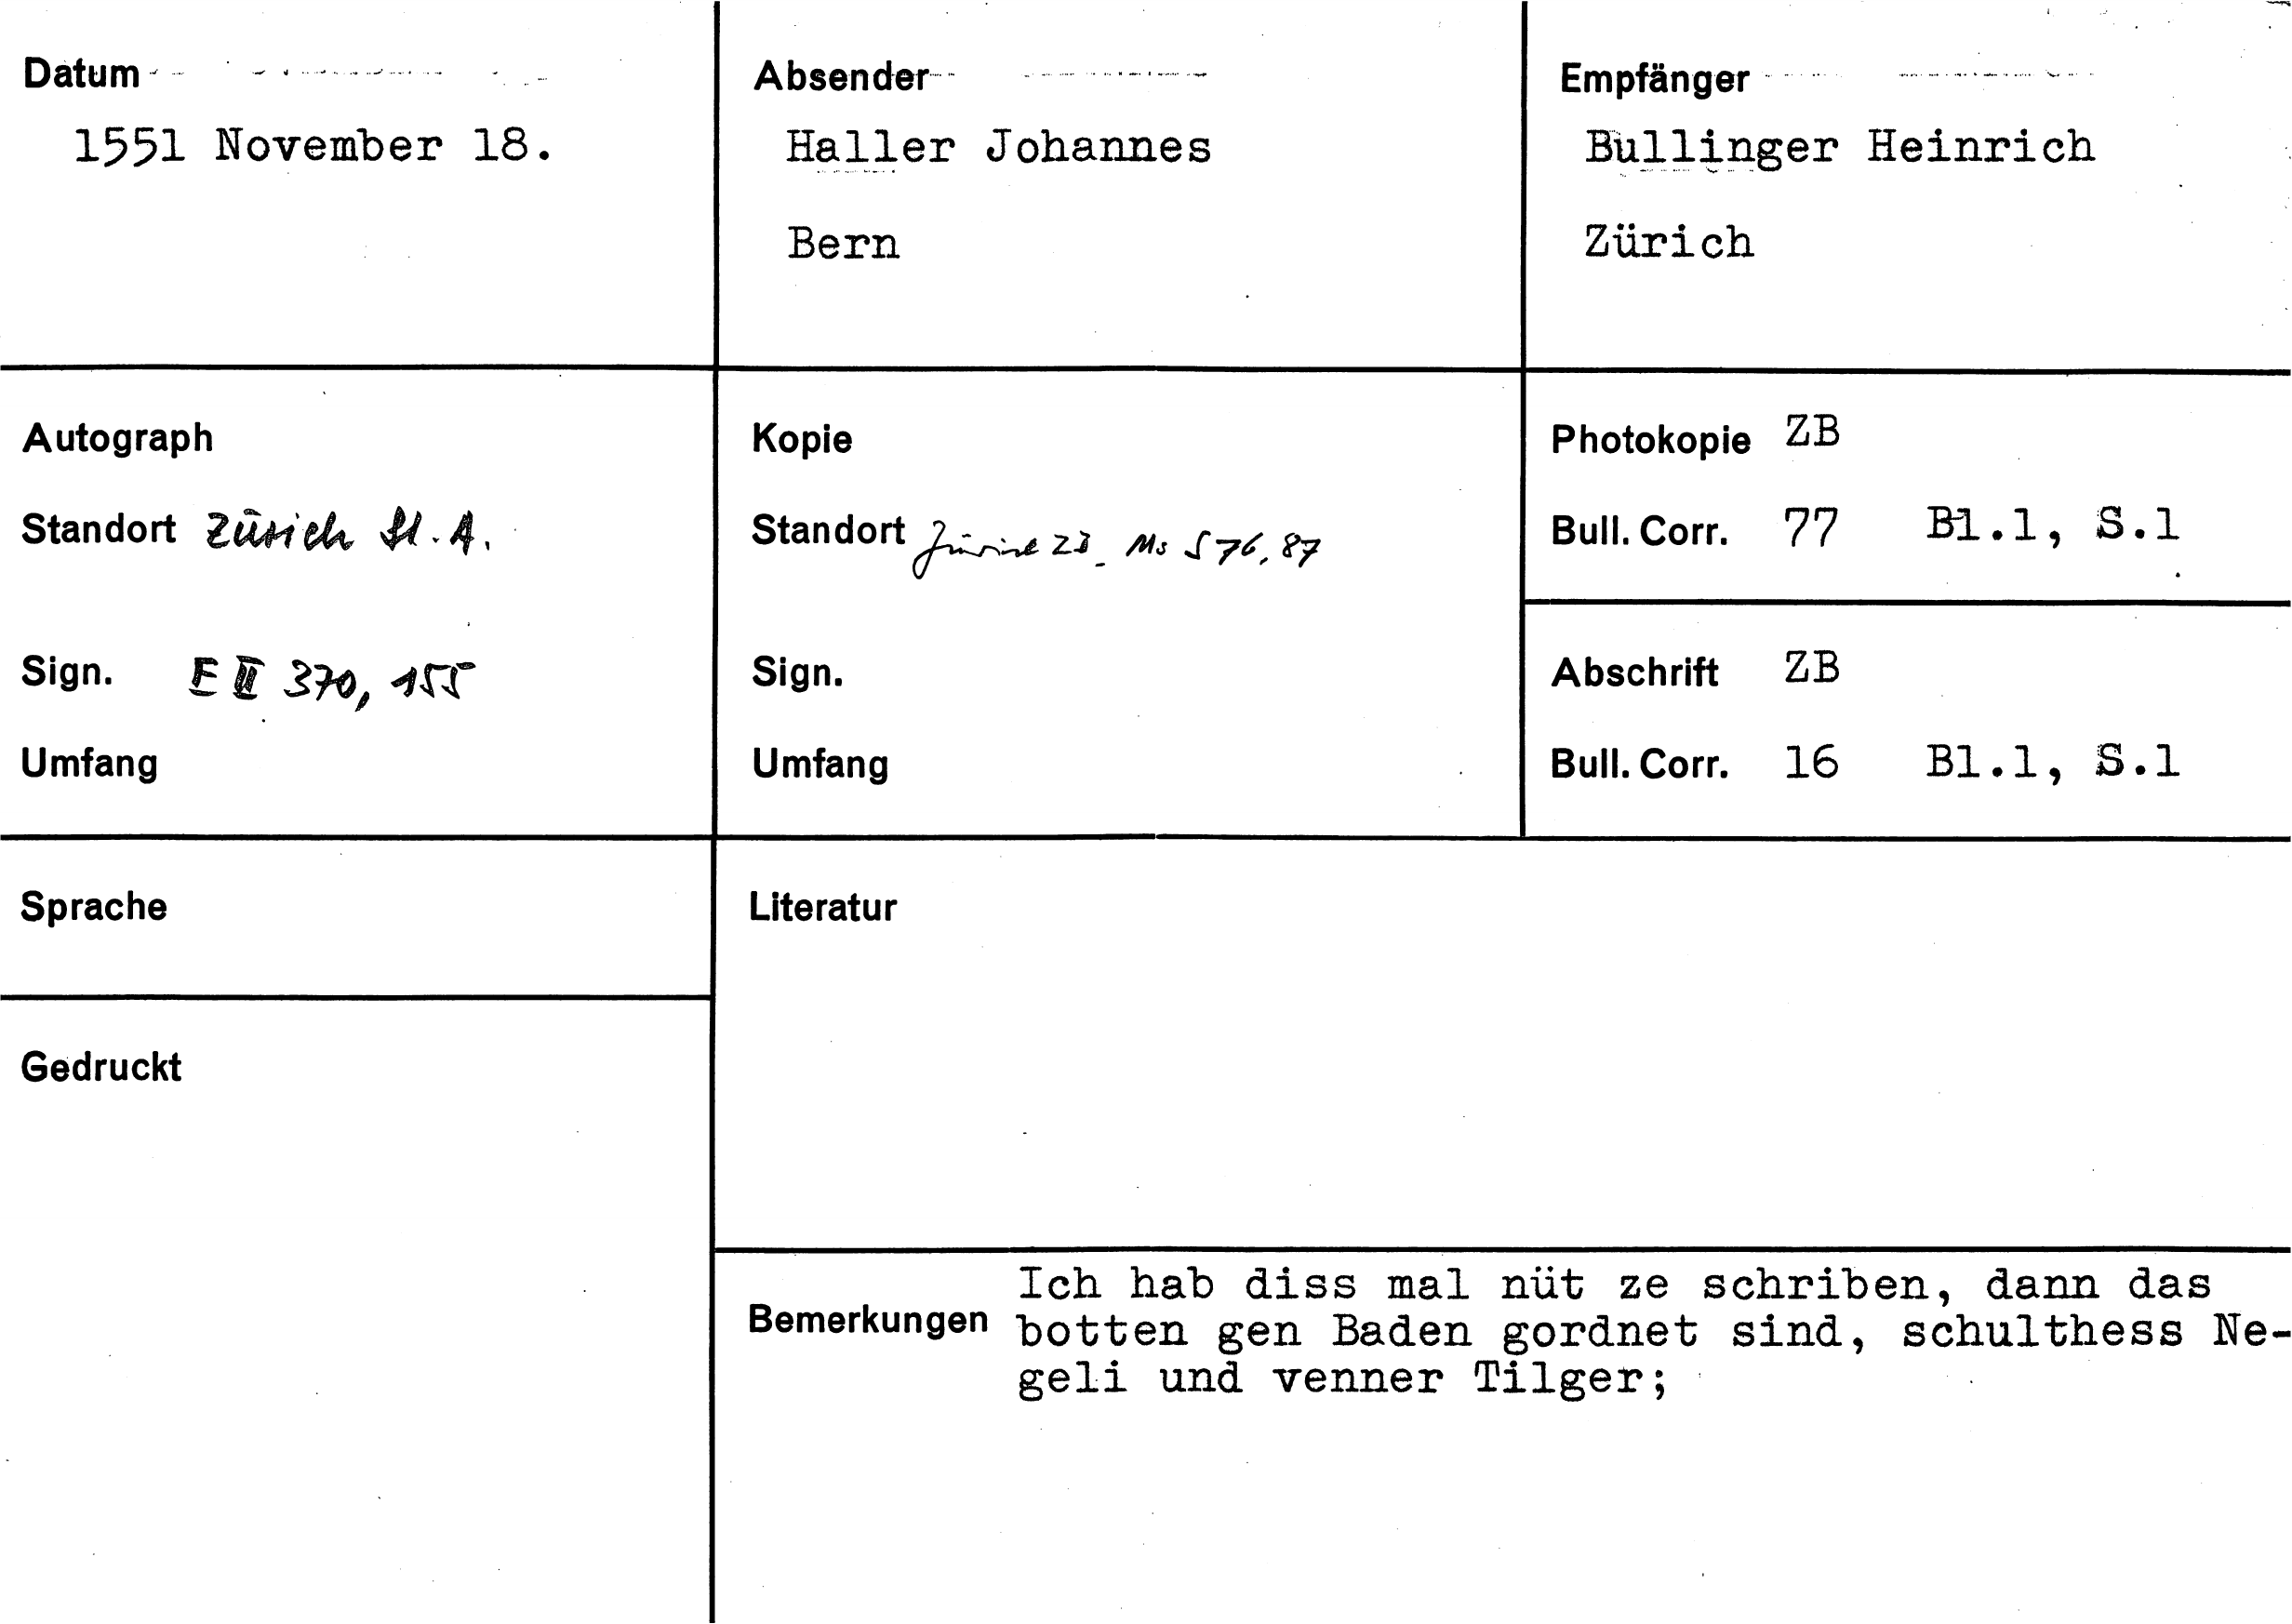 Datum
1551 November 18.
Absender
Haller Johannes
Bern
Empfänger
Bullinger Heinrich
Zürich
Autograph
Standort Zürich St. A.
Sign. E II 370, 155
Umfang
Kopie
Standort Zürich ZB Ms S 76, 87
Sign.
Umfang
Photokopie ZB
Bull. Corr. 77 Bl.1, S.1
Abschrift ZB
Bull. Corr. 16 Bl.1, S.1
Sprache
Gedruckt
Literatur
Bemerkungen
Ich hab diss mal nüt ze schriben, dann das
botten gen Baden gordnet sind, schulthess Ne-
geli und venner Tilger;